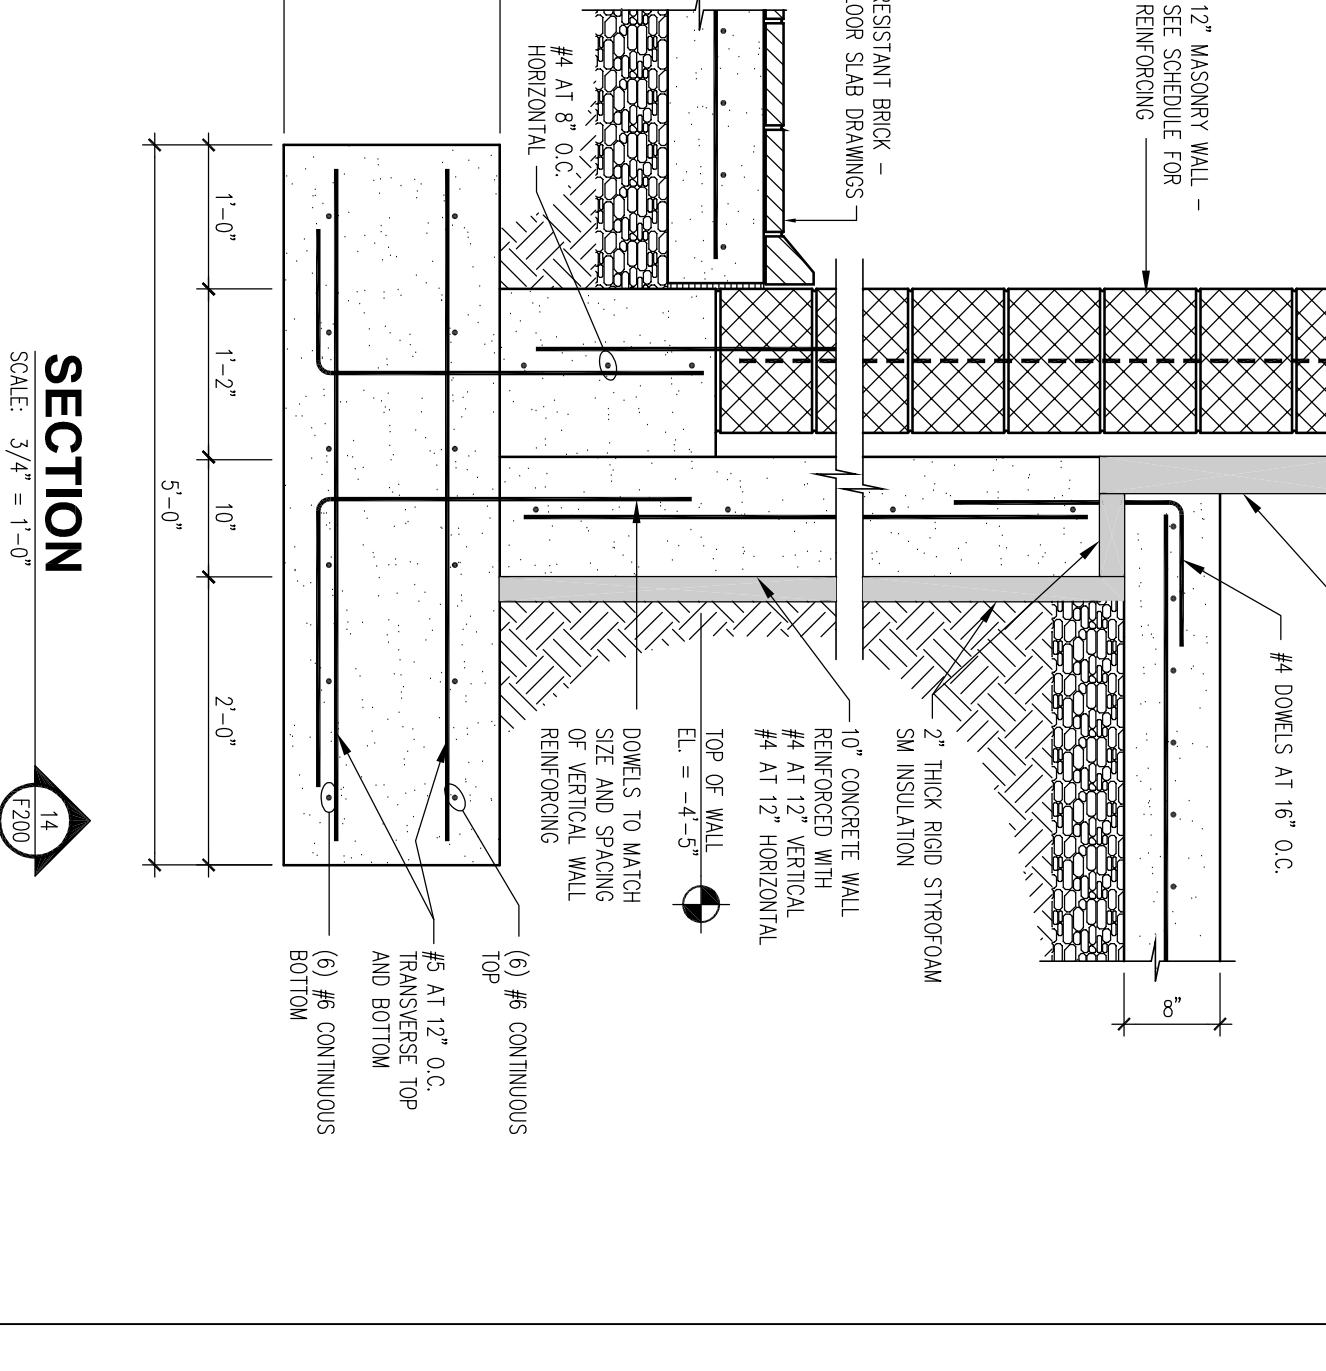 12" MASONRY WALL -
SEE SCHEDULE FOR
REINFORCING
RESISTANT BRICK -
FLOOR SLAB DRAWINGS
#4 AT 8" O.C.
HORIZONTAL
#4 DOWELS AT 16" O.C.
8"
2" THICK RIGID STYROFOAM
SM INSULATION
10" CONCRETE WALL
REINFORCED WITH
#4 AT 12" VERTICAL
#4 AT 12" HORIZONTAL
TOP OF WALL
EL. = -4'-5"
DOWELS TO MATCH
SIZE AND SPACING
OF VERTICAL WALL
REINFORCING
(6) #6 CONTINUOUS
TOP
#5 AT 12" O.C.
TRANSVERSE TOP
AND BOTTOM
(6) #6 CONTINUOUS
BOTTOM
1'-0"
1'-2"
10"
2'-0"
5'-0"
SECTION
SCALE: 3/4" = 1'-0"
14
F200